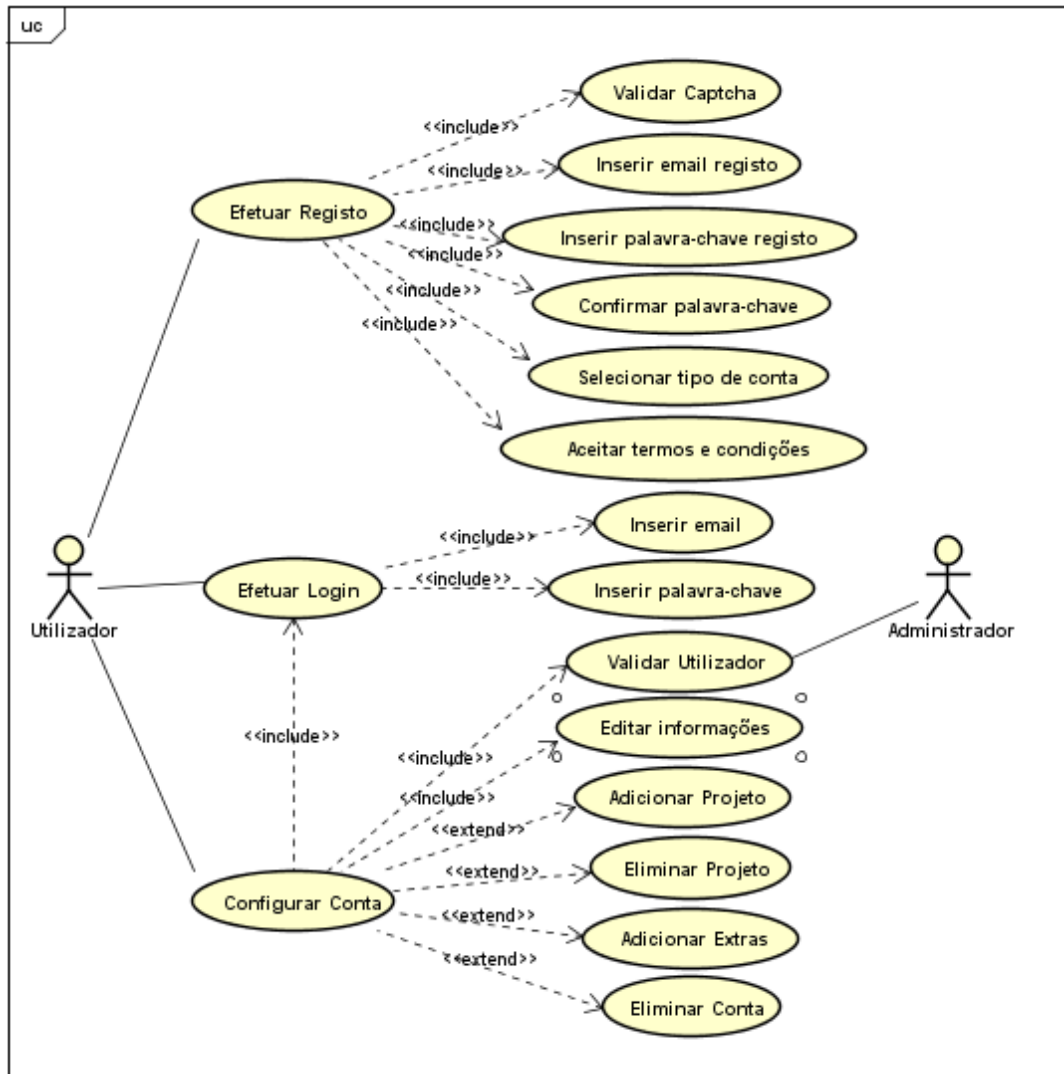 uc
Validar Captcha
<<include>>
Inserir email registo
<<include>>
Efetuar Registo
<<include>>
Inserir palavra-chave registo
<<include>>
Confirmar palavra-chave
<<include>>
<<include>>
Selecionar tipo de conta
Aceitar termos e condições
Inserir email
<<include>>
Efetuar Login
<<include>>
Inserir palavra-chave
Utilizador
Administrador
Validar Utilizador
<<include>>
Editar informações
<<include>>
<<include>>
Adicionar Projeto
<<extend>>
Eliminar Projeto
<<extend>>
Configurar Conta
<<extend>>
Adicionar Extras
<<extend>>
Eliminar Conta